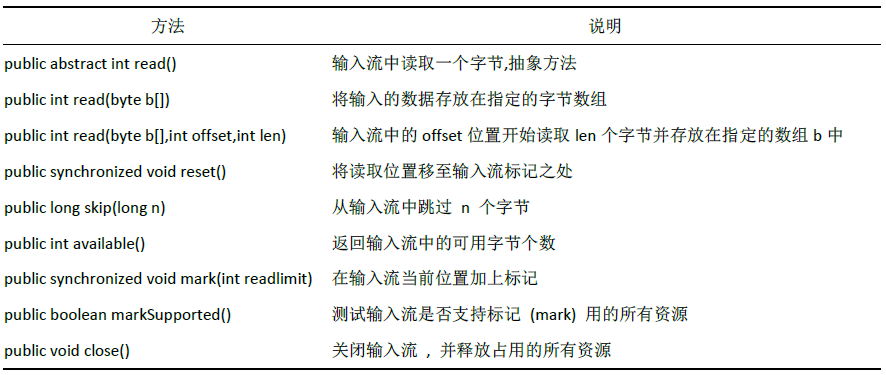 方法 说明
public abstract int read() 输入流中读取一个字节,抽象方法
public int read(byte b[]) 将输入的数据存放在指定的字节数组
public int read(byte b[],int offset,int len) 输入流中的 offset 位置开始读取 len 个字节并存放在指定的数组 b 中
public synchronized void reset() 将读取位置移至输入流标记之处
public long skip(long n) 从输入流中跳过 n 个字节
public int available() 返回输入流中的可用字节个数
public synchronized void mark(int readlimit) 在输入流当前位置加上标记
public boolean markSupported() 测试输入流是否支持标记 (mark) 用的所有资源
public void close() 关闭输入流 , 并释放占用的所有资源